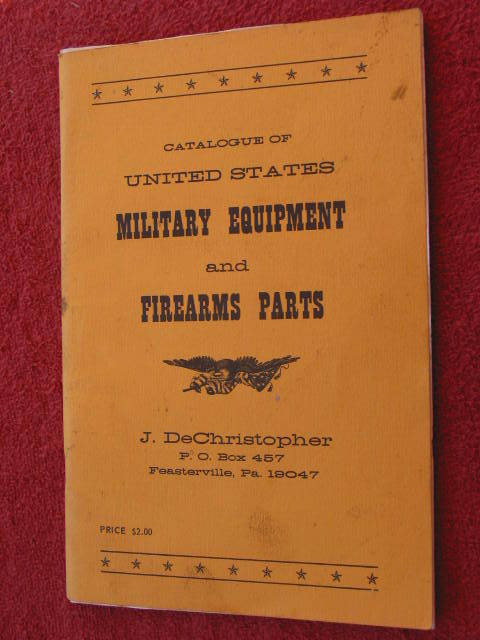 CATALOGUE OF
UNITED STATES
MILITARY EQUIPMENT
and
FIREARMS PARTS
J. DeChristopher
P. O. Box 457
Feasterville, Pa. 19047
PRICE $2.00